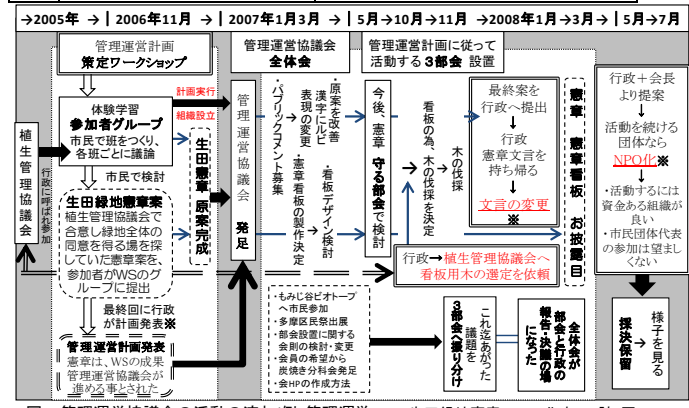 →2005年 →｜2006年11月 →｜2007年1月3月 →｜5月→10月→11月 →2008年1月→3月→｜5月→7月
管理運営計画
策定ワークショップ
管理運営協議会
全体会
管理運営計画に従って
活動する3部会 設置
植生管理協議会
行政に呼ばれ参加
体験学習
参加者グループ
市民で班をつくり、
各班ごとに議論
計画実行
組織設立
市民で検討
生田憲章 原案完成
生田緑地憲章案
植生管理協議会で
合意し緑地全体の
同意を得る場を探
していた憲章案を、
参加者がWSのグ
ループに提出
最終回に行政
が計画発表※
管理運営計画発表
憲章は、WSの成果
管理運営協議会が
進める事とされた
管理運営協議会 発足
・パブリックコメント募集
・原案を改善
漢字にルビ
表現の変更
・憲章看板の製作決定
・看板デザイン検討
今後、憲章 守る部会で検討
看板の為、木の伐採を決定
木の伐採
最終案を
行政へ提出
↓
行政
憲章文言を
持ち帰る
↓
文言の変更
※
憲章 憲章看板 お披露目
行政→植生管理協議会へ
看板用木の選定を依頼
・もみじ谷ビオトープ
へ市民参加
・多摩区民祭出展
・部会設置に関する
会則の検討・変更
・会員の希望から
炭焼き分科会発足
・会HPの作成方法
これ迄あがった
議題を
3部会へ振り分け
全体会が
部会と行政の
報告・決議の場
になった
行政＋会長
より提案
↓
活動を続ける
団体なら
NPO化※
↓
・活動するには
資金ある組織が
良い
・市民団体代表
の参加は望まし
くない
様子を見る
採決保留